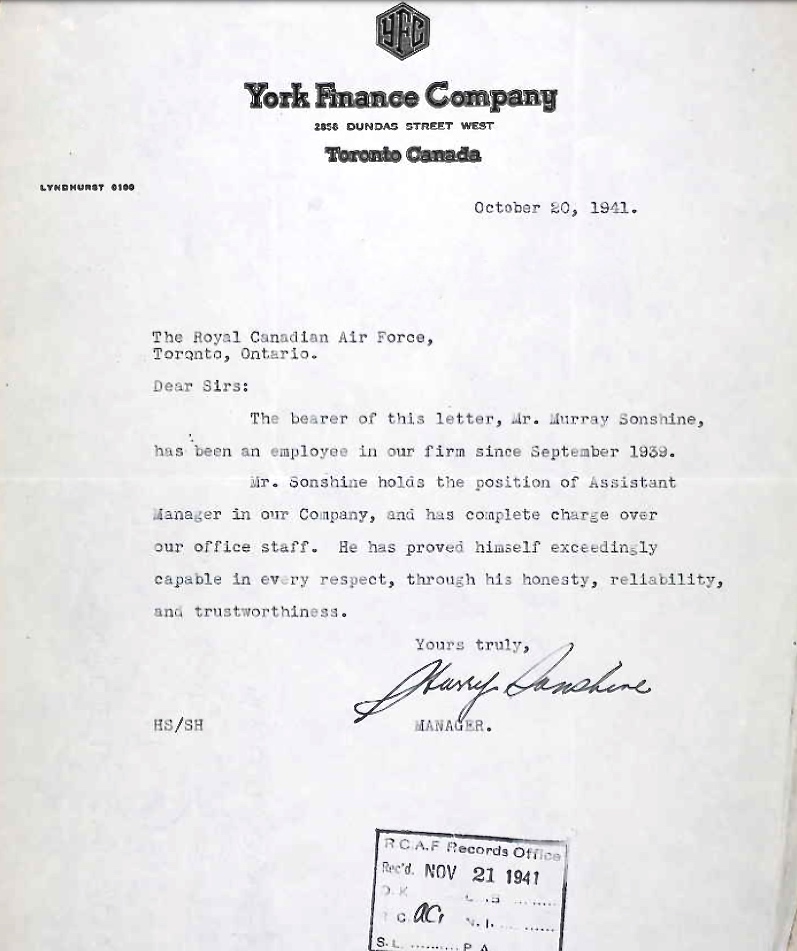 YFC
York Finance Company
2856 DUNDAS STREET WEST
Toronto Canada
LYNDHURST 0100
October 20, 1941.
The Royal Canadian Air Force,
Toronto, Ontario.
Dear Sirs:
The bearer of this letter, Mr. Murray Sonshine,
has been an employee in our firm since September 1939.
Mr. Sonshine holds the position of Assistant
Manager in our Company, and has complete charge over
our office staff. He has proved himself exceedingly
capable in every respect, through his honesty, reliability,
and trustworthiness.
Yours truly,
Harry Sonshine
HS/SH
MANAGER.
R.C.A.F Records Office
Rec'd. NOV 21 1941
S.L. .......... P A